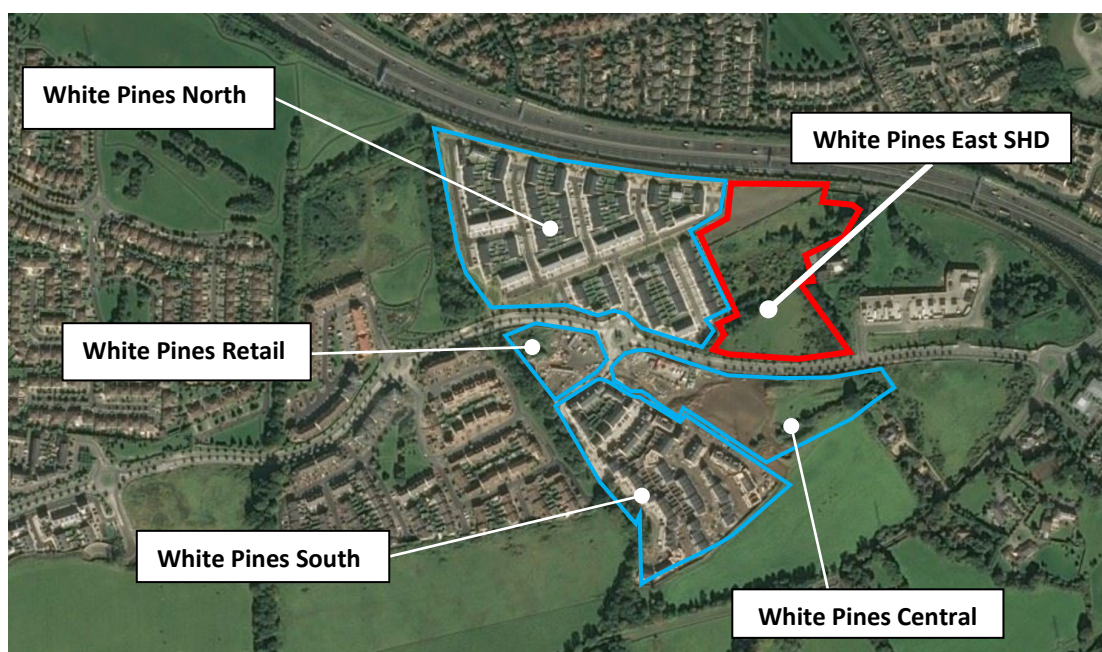 White Pines North
White Pines East SHD
White Pines Retail
White Pines South
White Pines Central